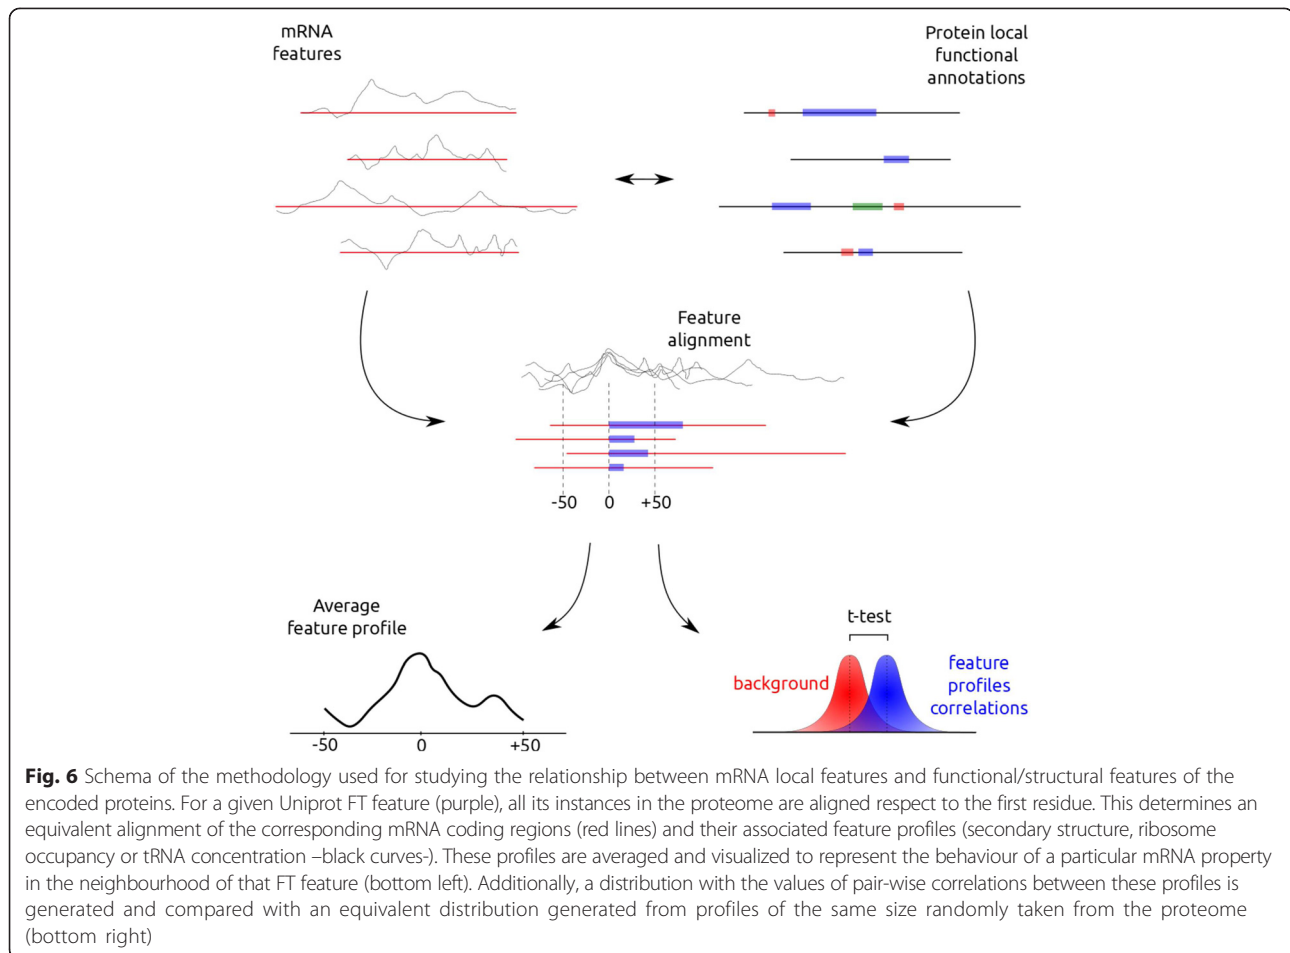 mRNA
features
Protein local
functional
annotations
Feature
alignment
-50 0 +50
Average
feature profile
-50 0 +50
t-test
background
feature
profiles
correlations
Fig. 6 Schema of the methodology used for studying the relationship between mRNA local features and functional/structural features of the
encoded proteins. For a given Uniprot FT feature (purple), all its instances in the proteome are aligned respect to the first residue. This determines an
equivalent alignment of the corresponding mRNA coding regions (red lines) and their associated feature profiles (secondary structure, ribosome
occupancy or tRNA concentration –black curves-). These profiles are averaged and visualized to represent the behaviour of a particular mRNA property
in the neighbourhood of that FT feature (bottom left). Additionally, a distribution with the values of pair-wise correlations between these profiles is
generated and compared with an equivalent distribution generated from profiles of the same size randomly taken from the proteome
(bottom right)